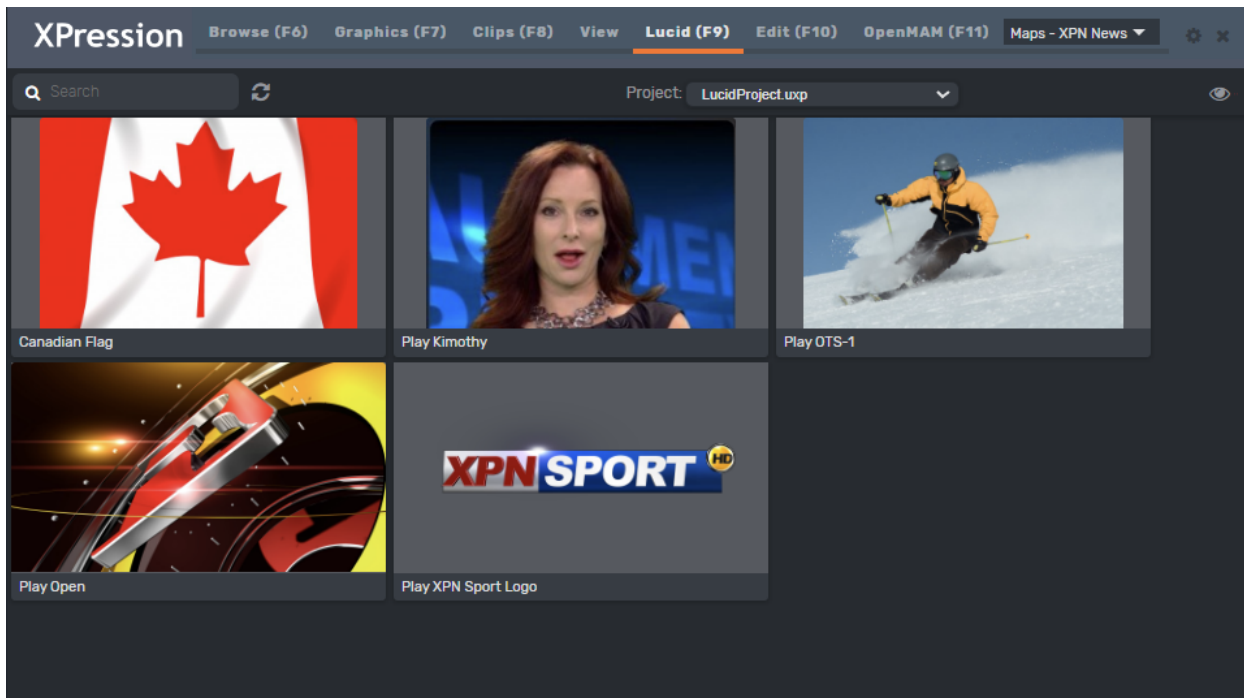 XPression Browse (F6) Graphics (F7) Clips (F8) View Lucid (F9) Edit (F10) OpenMAM (F11) Maps - XPN News
Search Project: LucidProject.uxp
Canadian Flag Play Kimothy Play OTS-1
XPN SPORT HD
Play Open Play XPN Sport Logo